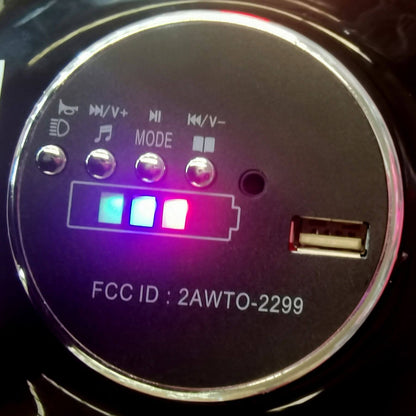 /V+ /V-
MODE
FCC ID : 2AWTO-2299